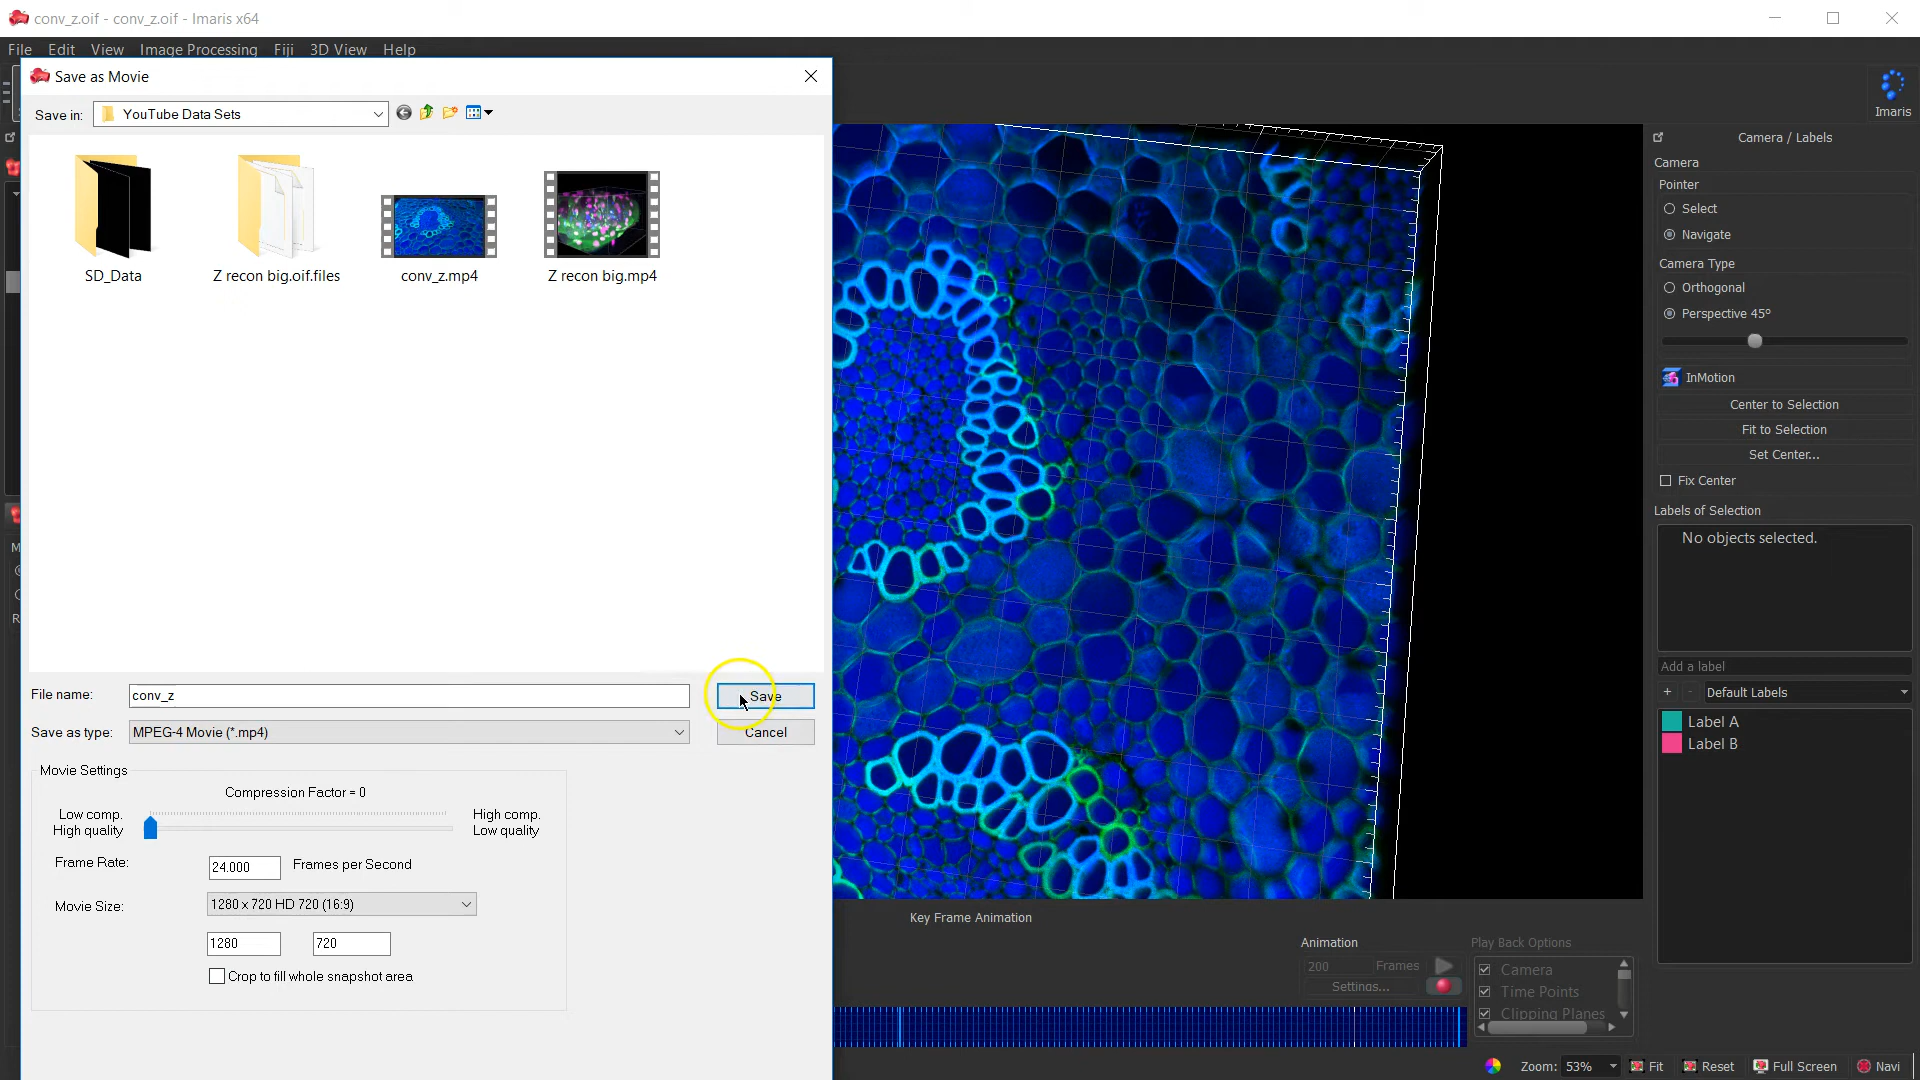 conv_z.oif - conv_z.oif - Imaris x64
File Edit View Image Processing Fiji 3D View Help
Save as Movie
Save in: YouTube Data Sets
SD_Data
Z recon big.oif.files
conv_z.mp4
Z recon big.mp4
File name: conv_z
Save
Save as type: MPEG-4 Movie (*.mp4)
Cancel
Movie Settings
Compression Factor = 0
Low comp.
High quality
High comp.
Low quality
Frame Rate: 24.000 Frames per Second
Movie Size: 1280 x 720 HD 720 (16:9)
1280 720
Crop to fill whole snapshot area
Key Frame Animation
Animation
200 Frames
Settings...
Play Back Options
Camera
Time Points
Clipping Planes
Imaris
Camera / Labels
Camera
Pointer
Select
Navigate
Camera Type
Orthogonal
Perspective 45º
InMotion
Center to Selection
Fit to Selection
Set Center...
Fix Center
Labels of Selection
No objects selected.
Add a label
+ - Default Labels
Label A
Label B
Zoom: 53% Fit Reset Full Screen Navi